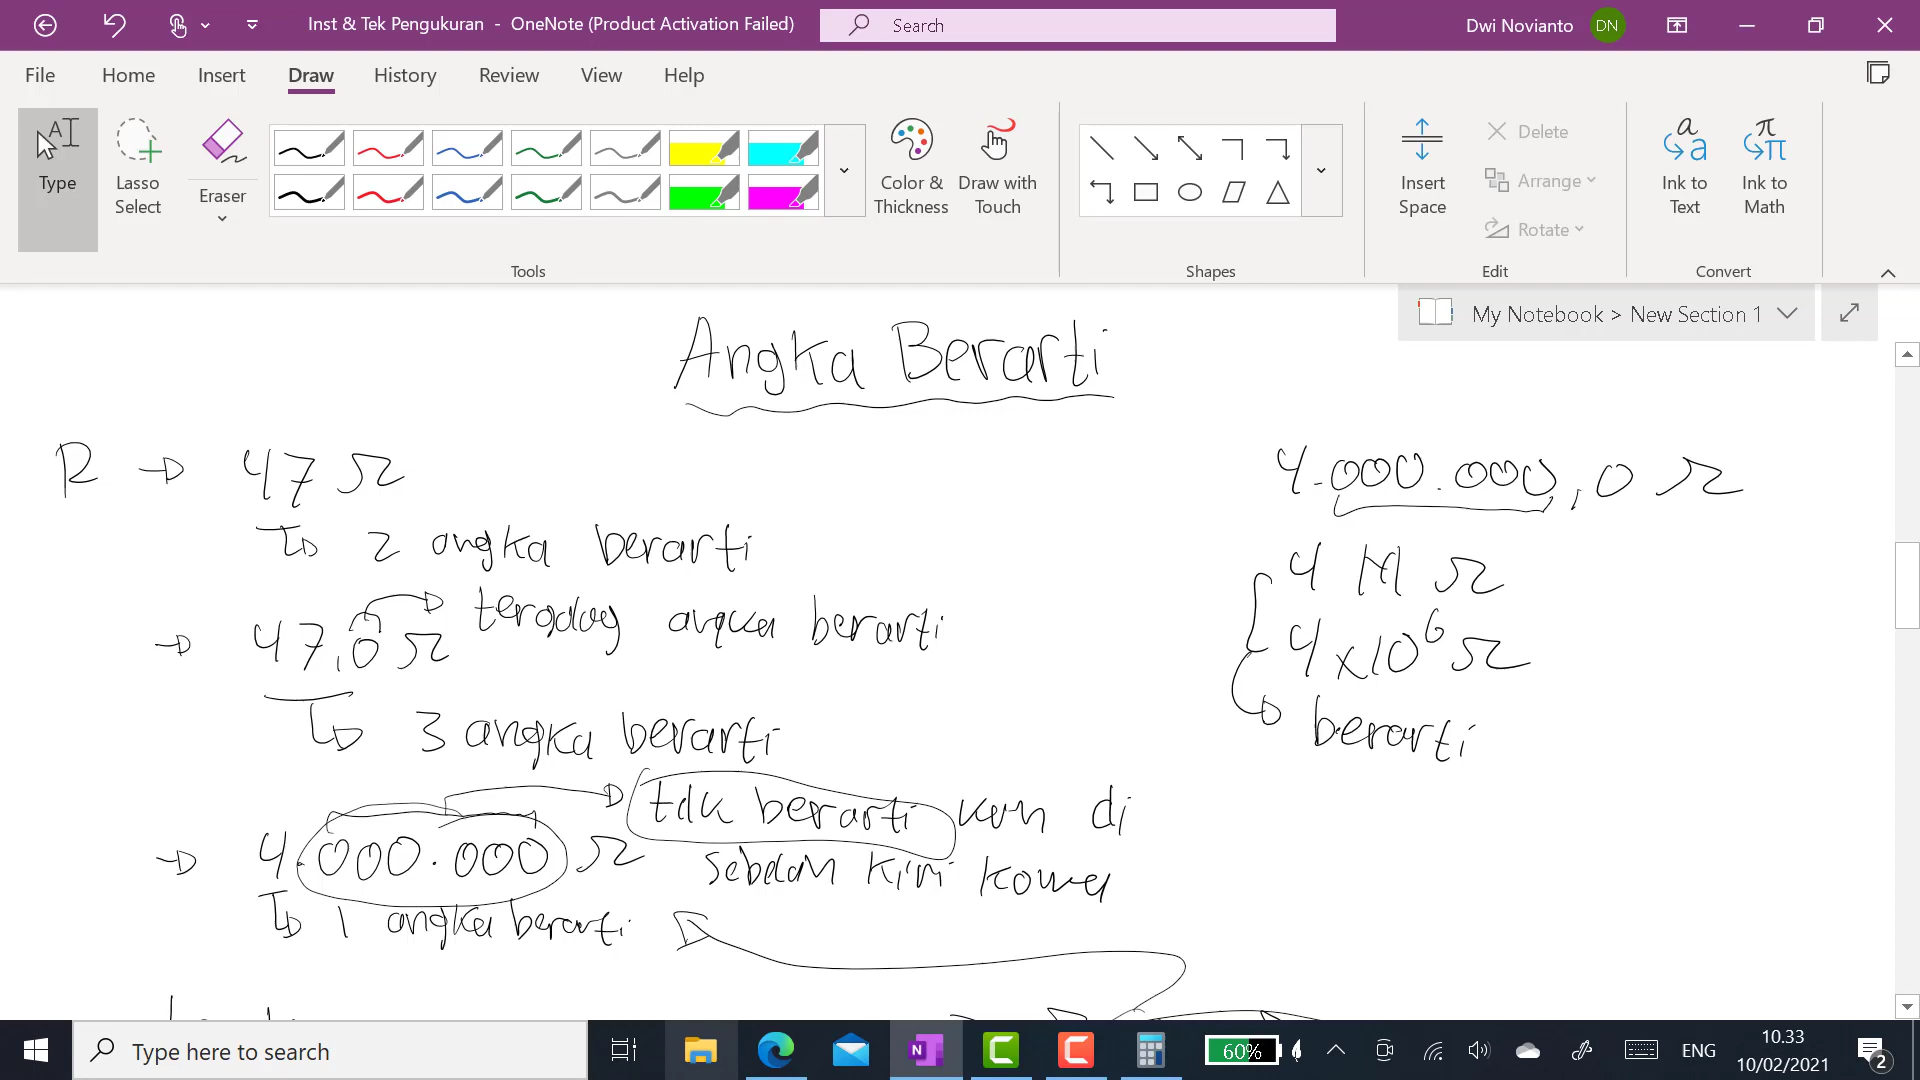 Inst & Tek Pengukuran - OneNote (Product Activation Failed)
Search
Dwi Novianto DN
File Home Insert Draw History Review View Help
Type
Lasso Select
Eraser
Color & Thickness
Draw with Touch
Insert Space
Delete
Arrange
Rotate
Ink to Text
Ink to Math
Tools
Shapes
Edit
Convert
My Notebook > New Section 1
Angka Berarti
R → 47 Ω
↳ 2 angka berarti
→ 47,0 Ω → angka berarti
↳ 3 angka berarti
→ 4.000.000 Ω → tdk berarti krn di
sebelah kiri koma
↳ 1 angka berarti
4.000.000,0 Ω
4 M Ω
4 x 10⁶ Ω
berarti
Type here to search
60%
ENG
10.33
10/02/2021
2